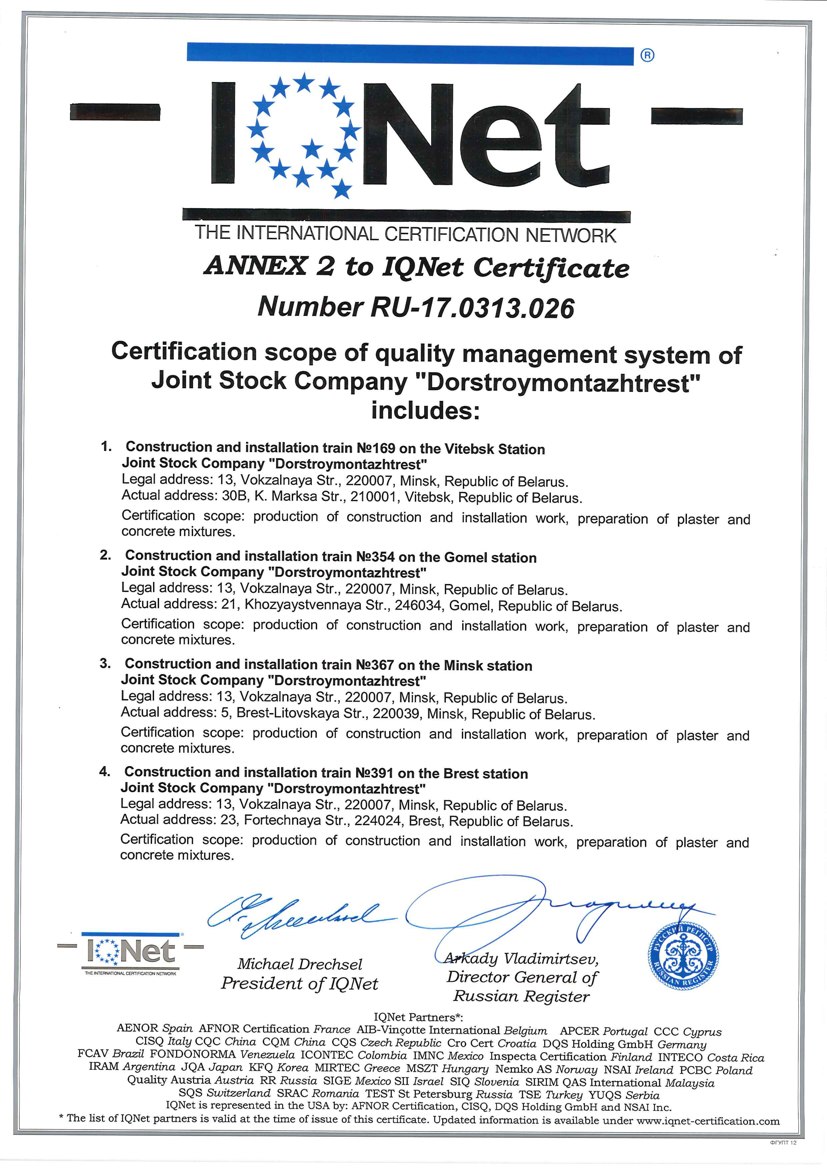 IQNet ®
THE INTERNATIONAL CERTIFICATION NETWORK
ANNEX 2 to IQNet Certificate
Number RU-17.0313.026
Certification scope of quality management system of
Joint Stock Company "Dorstroymontazhtrest"
includes:
1. Construction and installation train №169 on the Vitebsk Station
Joint Stock Company "Dorstroymontazhtrest"
Legal address: 13, Vokzalnaya Str., 220007, Minsk, Republic of Belarus.
Actual address: 30B, K. Marksa Str., 210001, Vitebsk, Republic of Belarus.
Certification scope: production of construction and installation work, preparation of plaster and
concrete mixtures.
2. Construction and installation train №354 on the Gomel station
Joint Stock Company "Dorstroymontazhtrest"
Legal address: 13, Vokzalnaya Str., 220007, Minsk, Republic of Belarus.
Actual address: 21, Khozyaystvennaya Str., 246034, Gomel, Republic of Belarus.
Certification scope: production of construction and installation work, preparation of plaster and
concrete mixtures.
3. Construction and installation train №367 on the Minsk station
Joint Stock Company "Dorstroymontazhtrest"
Legal address: 13, Vokzalnaya Str., 220007, Minsk, Republic of Belarus.
Actual address: 5, Brest-Litovskaya Str., 220039, Minsk, Republic of Belarus.
Certification scope: production of construction and installation work, preparation of plaster and
concrete mixtures.
4. Construction and installation train №391 on the Brest station
Joint Stock Company "Dorstroymontazhtrest"
Legal address: 13, Vokzalnaya Str., 220007, Minsk, Republic of Belarus.
Actual address: 23, Fortechnaya Str., 224024, Brest, Republic of Belarus.
Certification scope: production of construction and installation work, preparation of plaster and
concrete mixtures.
IQNet
THE INTERNATIONAL CERTIFICATION NETWORK
Michael Drechsel
President of IQNet
Arkady Vladimirtsev,
Director General of
Russian Register
РУССКИЙ РЕГИСТР
RUSSIAN REGISTER
IQNet Partners*:
AENOR Spain AFNOR Certification France AIB-Vinçotte International Belgium APCER Portugal CCC Cyprus
CISQ Italy CQC China CQM China CQS Czech Republic Cro Cert Croatia DQS Holding GmbH Germany
FCAV Brazil FONDONORMA Venezuela ICONTEC Colombia IMNC Mexico Inspecta Certification Finland INTECO Costa Rica
IRAM Argentina JQA Japan KFQ Korea MIRTEC Greece MSZT Hungary Nemko AS Norway NSAI Ireland PCBC Poland
Quality Austria Austria RR Russia SIGE Mexico SII Israel SIQ Slovenia SIRIM QAS International Malaysia
SQS Switzerland SRAC Romania TEST St Petersburg Russia TSE Turkey YUQS Serbia
IQNet is represented in the USA by: AFNOR Certification, CISQ, DQS Holding GmbH and NSAI Inc.
* The list of IQNet partners is valid at the time of issue of this certificate. Updated information is available under www.iqnet-certification.com